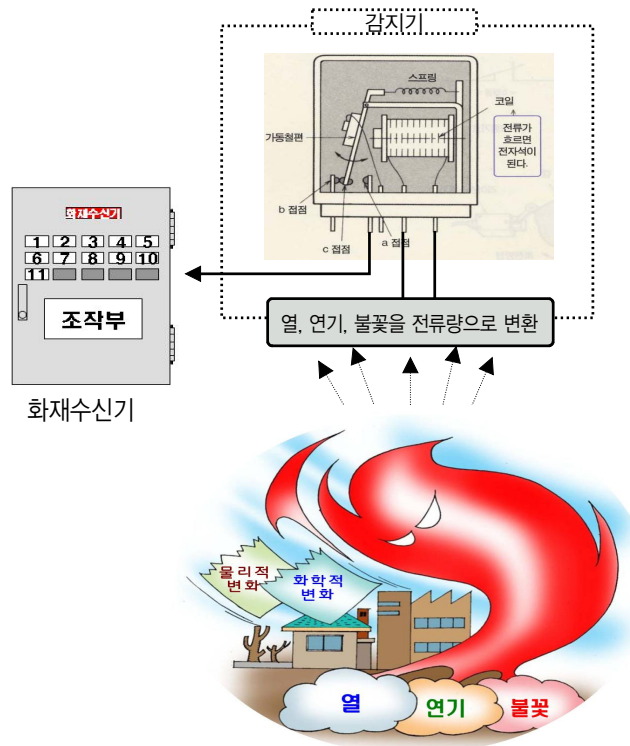 감지기
스프링
코일
전류가
흐르면
전자석이
된다.
가동철편
b 접점
c 접점
a 접점
화재수신기
1 2 3 4 5
6 7 8 9 10
11
조작부
화재수신기
열, 연기, 불꽃을 전류량으로 변환
물리적
변화
화학적
변화
열
연기
불꽃